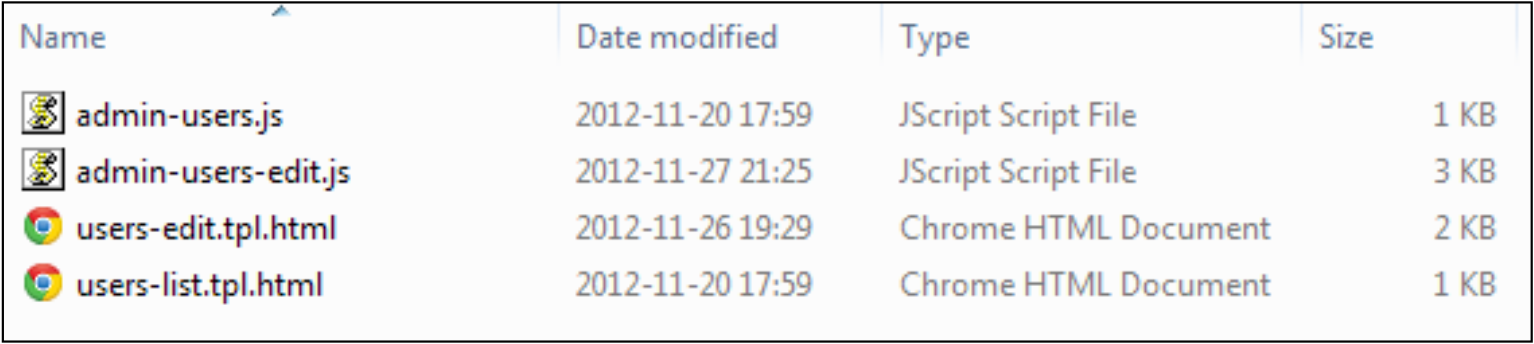 Name Date modified Type Size
admin-users.js 2012-11-20 17:59 JScript Script File 1 KB
admin-users-edit.js 2012-11-27 21:25 JScript Script File 3 KB
users-edit.tpl.html 2012-11-26 19:29 Chrome HTML Document 2 KB
users-list.tpl.html 2012-11-20 17:59 Chrome HTML Document 1 KB